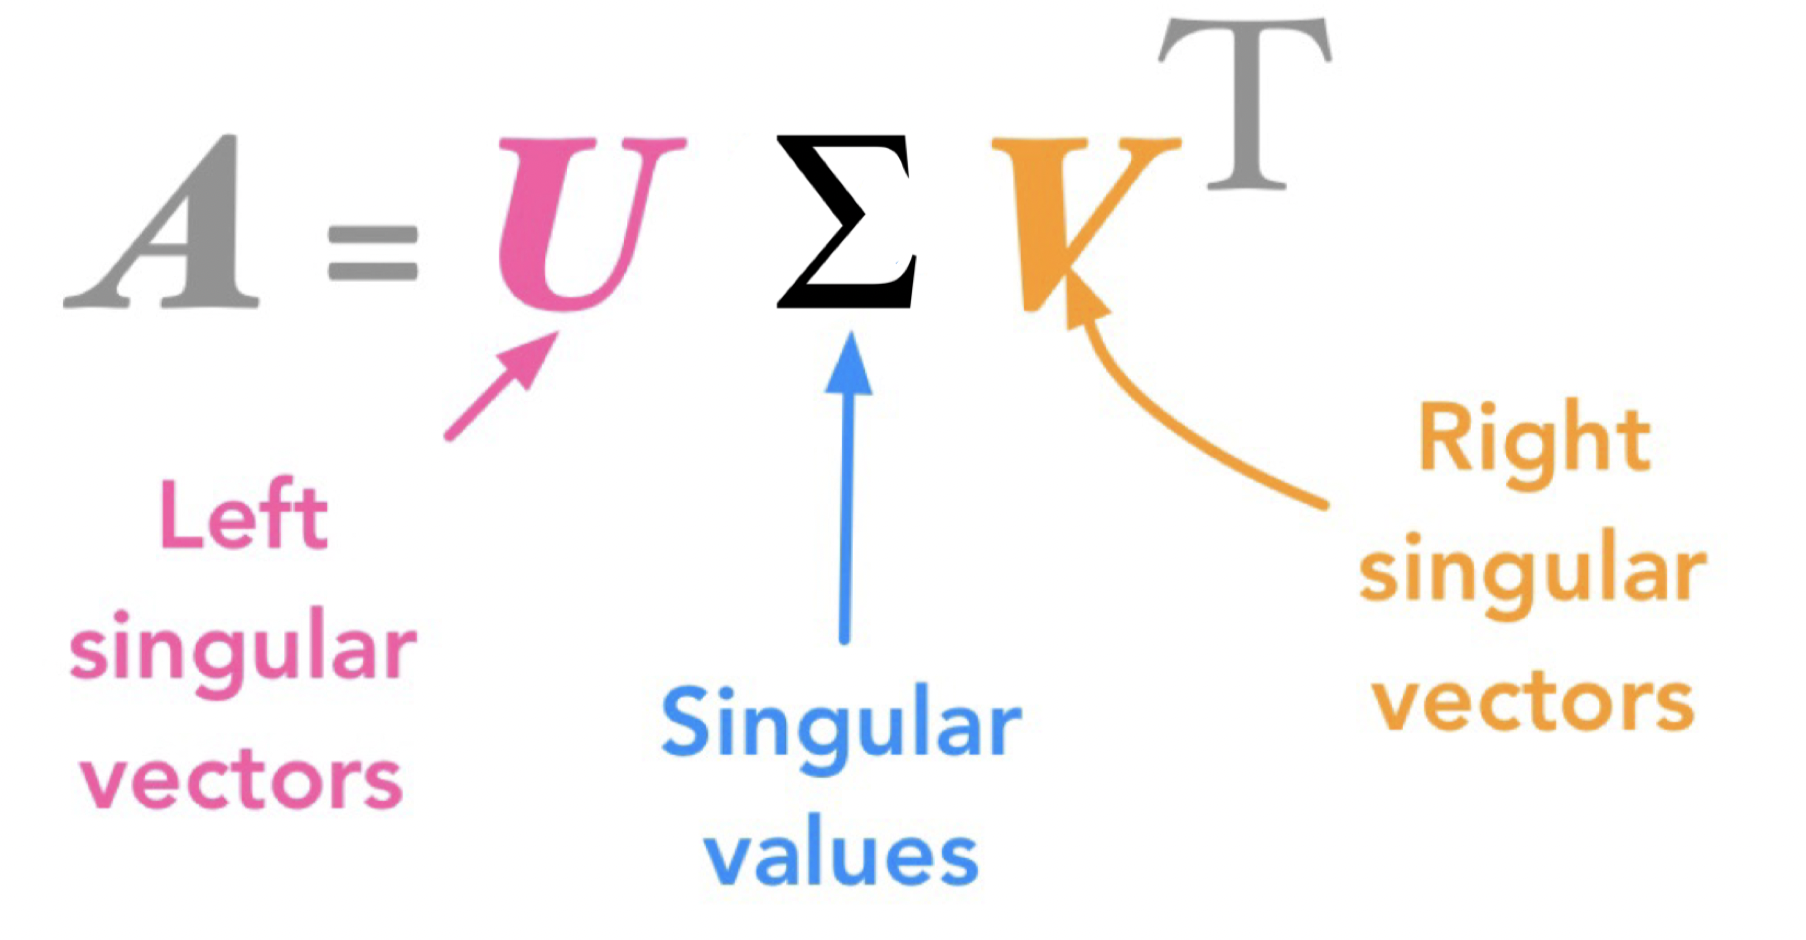 A = U Σ V^T
Left
singular
vectors
Singular
values
Right
singular
vectors